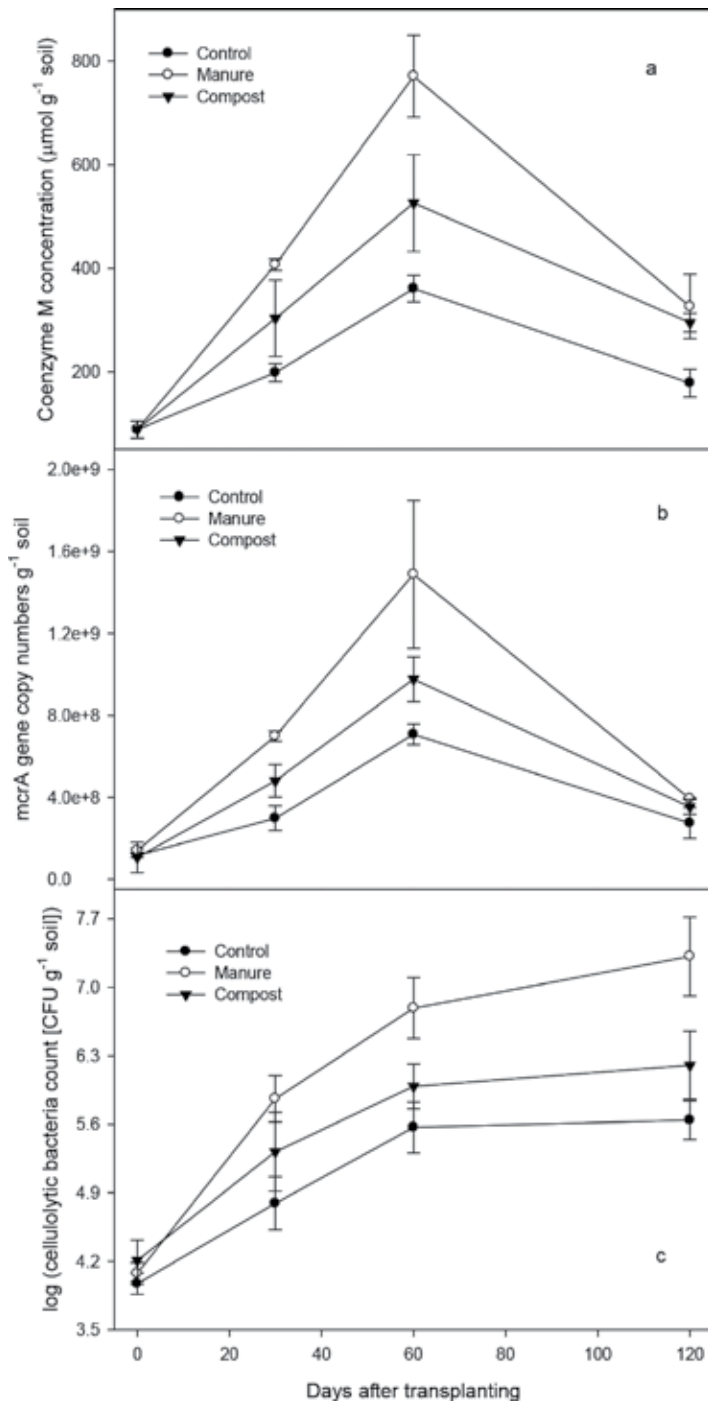 Coenzyme M concentration (μmol g⁻¹ soil)
800
600
400
200
Control
Manure
Compost
a
mcrA gene copy numbers g⁻¹ soil
2.0e+9
1.6e+9
1.2e+9
8.0e+8
4.0e+8
0.0
Control
Manure
Compost
b
log (cellulolytic bacteria count [CFU g⁻¹ soil])
7.7
7.0
6.3
5.6
4.9
4.2
3.5
Control
Manure
Compost
c
0 20 40 60 80 100 120
Days after transplanting